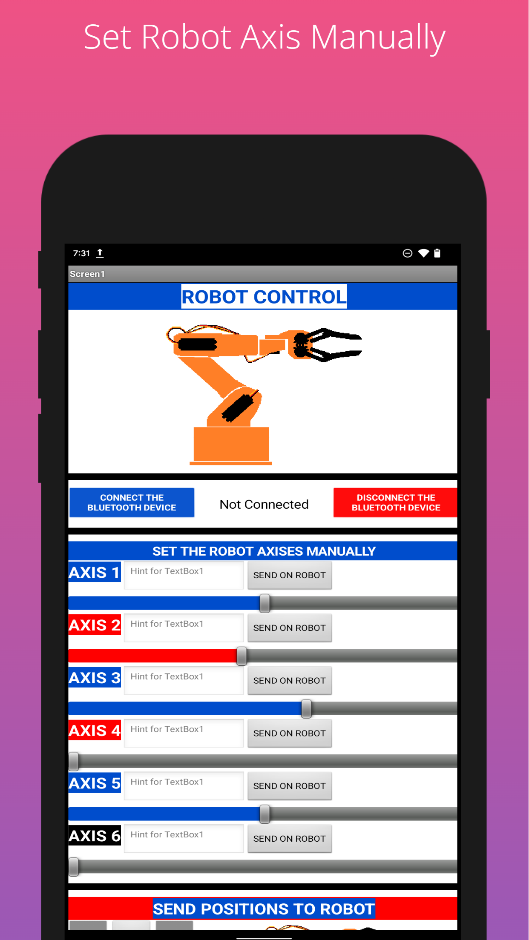 Set Robot Axis Manually
7:31
Screen1
ROBOT CONTROL
CONNECT THE
BLUETOOTH DEVICE
Not Connected
DISCONNECT THE
BLUETOOTH DEVICE
SET THE ROBOT AXISES MANUALLY
AXIS 1
Hint for TextBox1
SEND ON ROBOT
AXIS 2
Hint for TextBox1
SEND ON ROBOT
AXIS 3
Hint for TextBox1
SEND ON ROBOT
AXIS 4
Hint for TextBox1
SEND ON ROBOT
AXIS 5
Hint for TextBox1
SEND ON ROBOT
AXIS 6
Hint for TextBox1
SEND ON ROBOT
SEND POSITIONS TO ROBOT